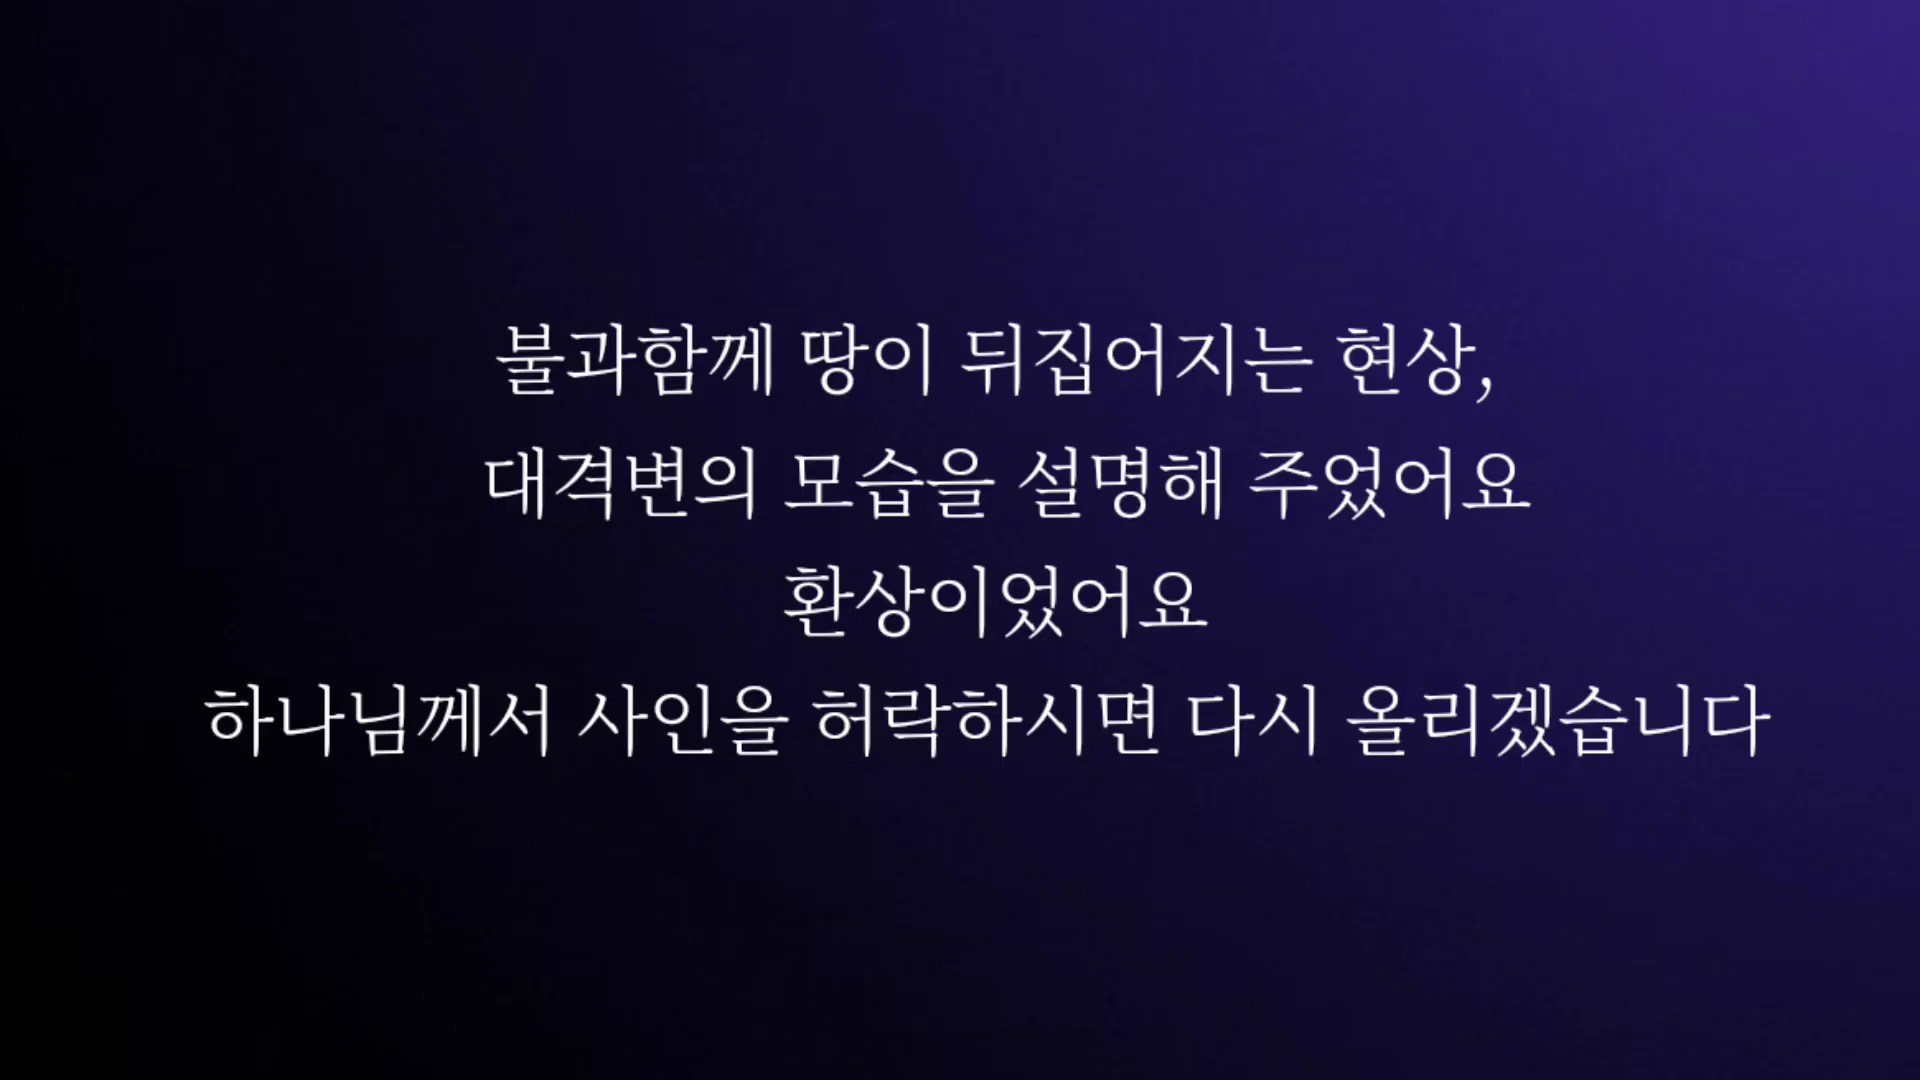 불과함께 땅이 뒤집어지는 현상,
대격변의 모습을 설명해 주었어요
환상이었어요
하나님께서 사인을 허락하시면 다시 올리겠습니다